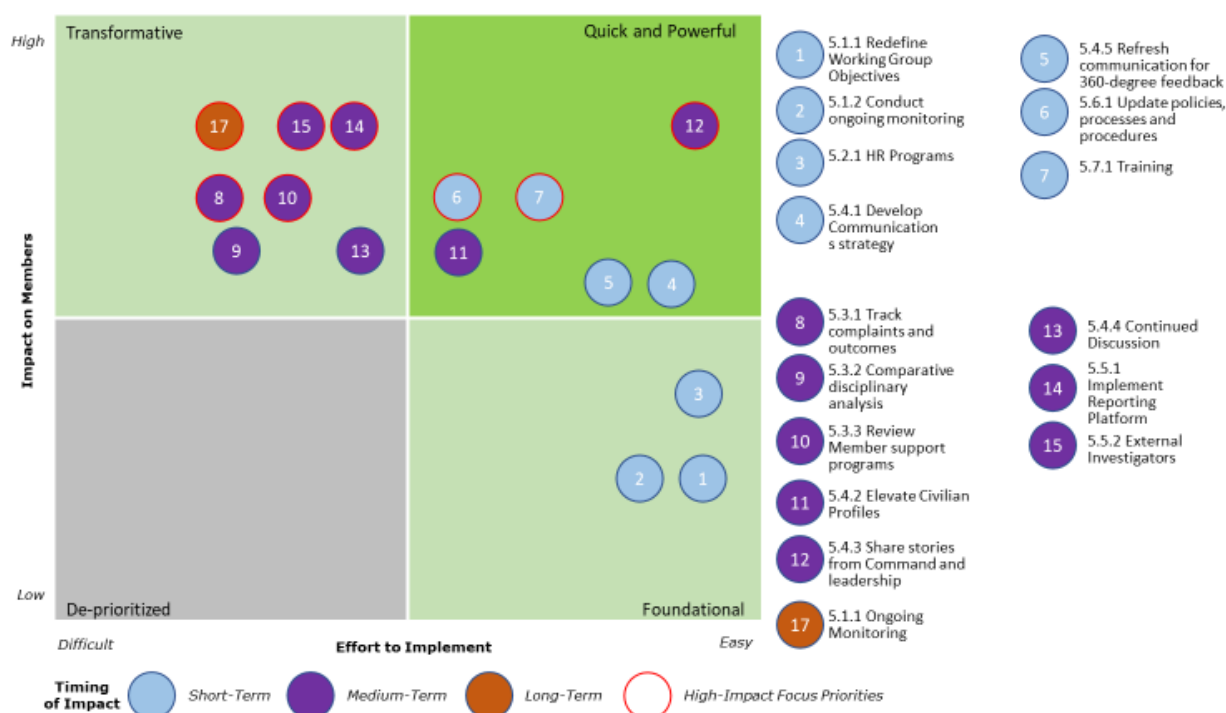 High
Transformative
Quick and Powerful
17
15
14
12
8
10
6
7
9
13
11
5
4
3
2
1
Impact on Members
Low
De-prioritized
Foundational
Difficult
Effort to Implement
Easy
1
5.1.1 Redefine
Working Group
Objectives
2
5.1.2 Conduct
ongoing monitoring
3
5.2.1 HR Programs
4
5.4.1 Develop
Communication
s strategy
5
5.4.5 Refresh
communication for
360-degree feedback
6
5.6.1 Update policies,
processes and
procedures
7
5.7.1 Training
8
5.3.1 Track
complaints and
outcomes
9
5.3.2 Comparative
disciplinary
analysis
10
5.3.3 Review
Member support
programs
11
5.4.2 Elevate Civilian
Profiles
12
5.4.3 Share stories
from Command and
leadership
17
5.1.1 Ongoing
Monitoring
13
5.4.4 Continued
Discussion
14
5.5.1
Implement
Reporting
Platform
15
5.5.2 External
Investigators
Timing
of Impact
Short-Term
Medium-Term
Long-Term
High-Impact Focus Priorities